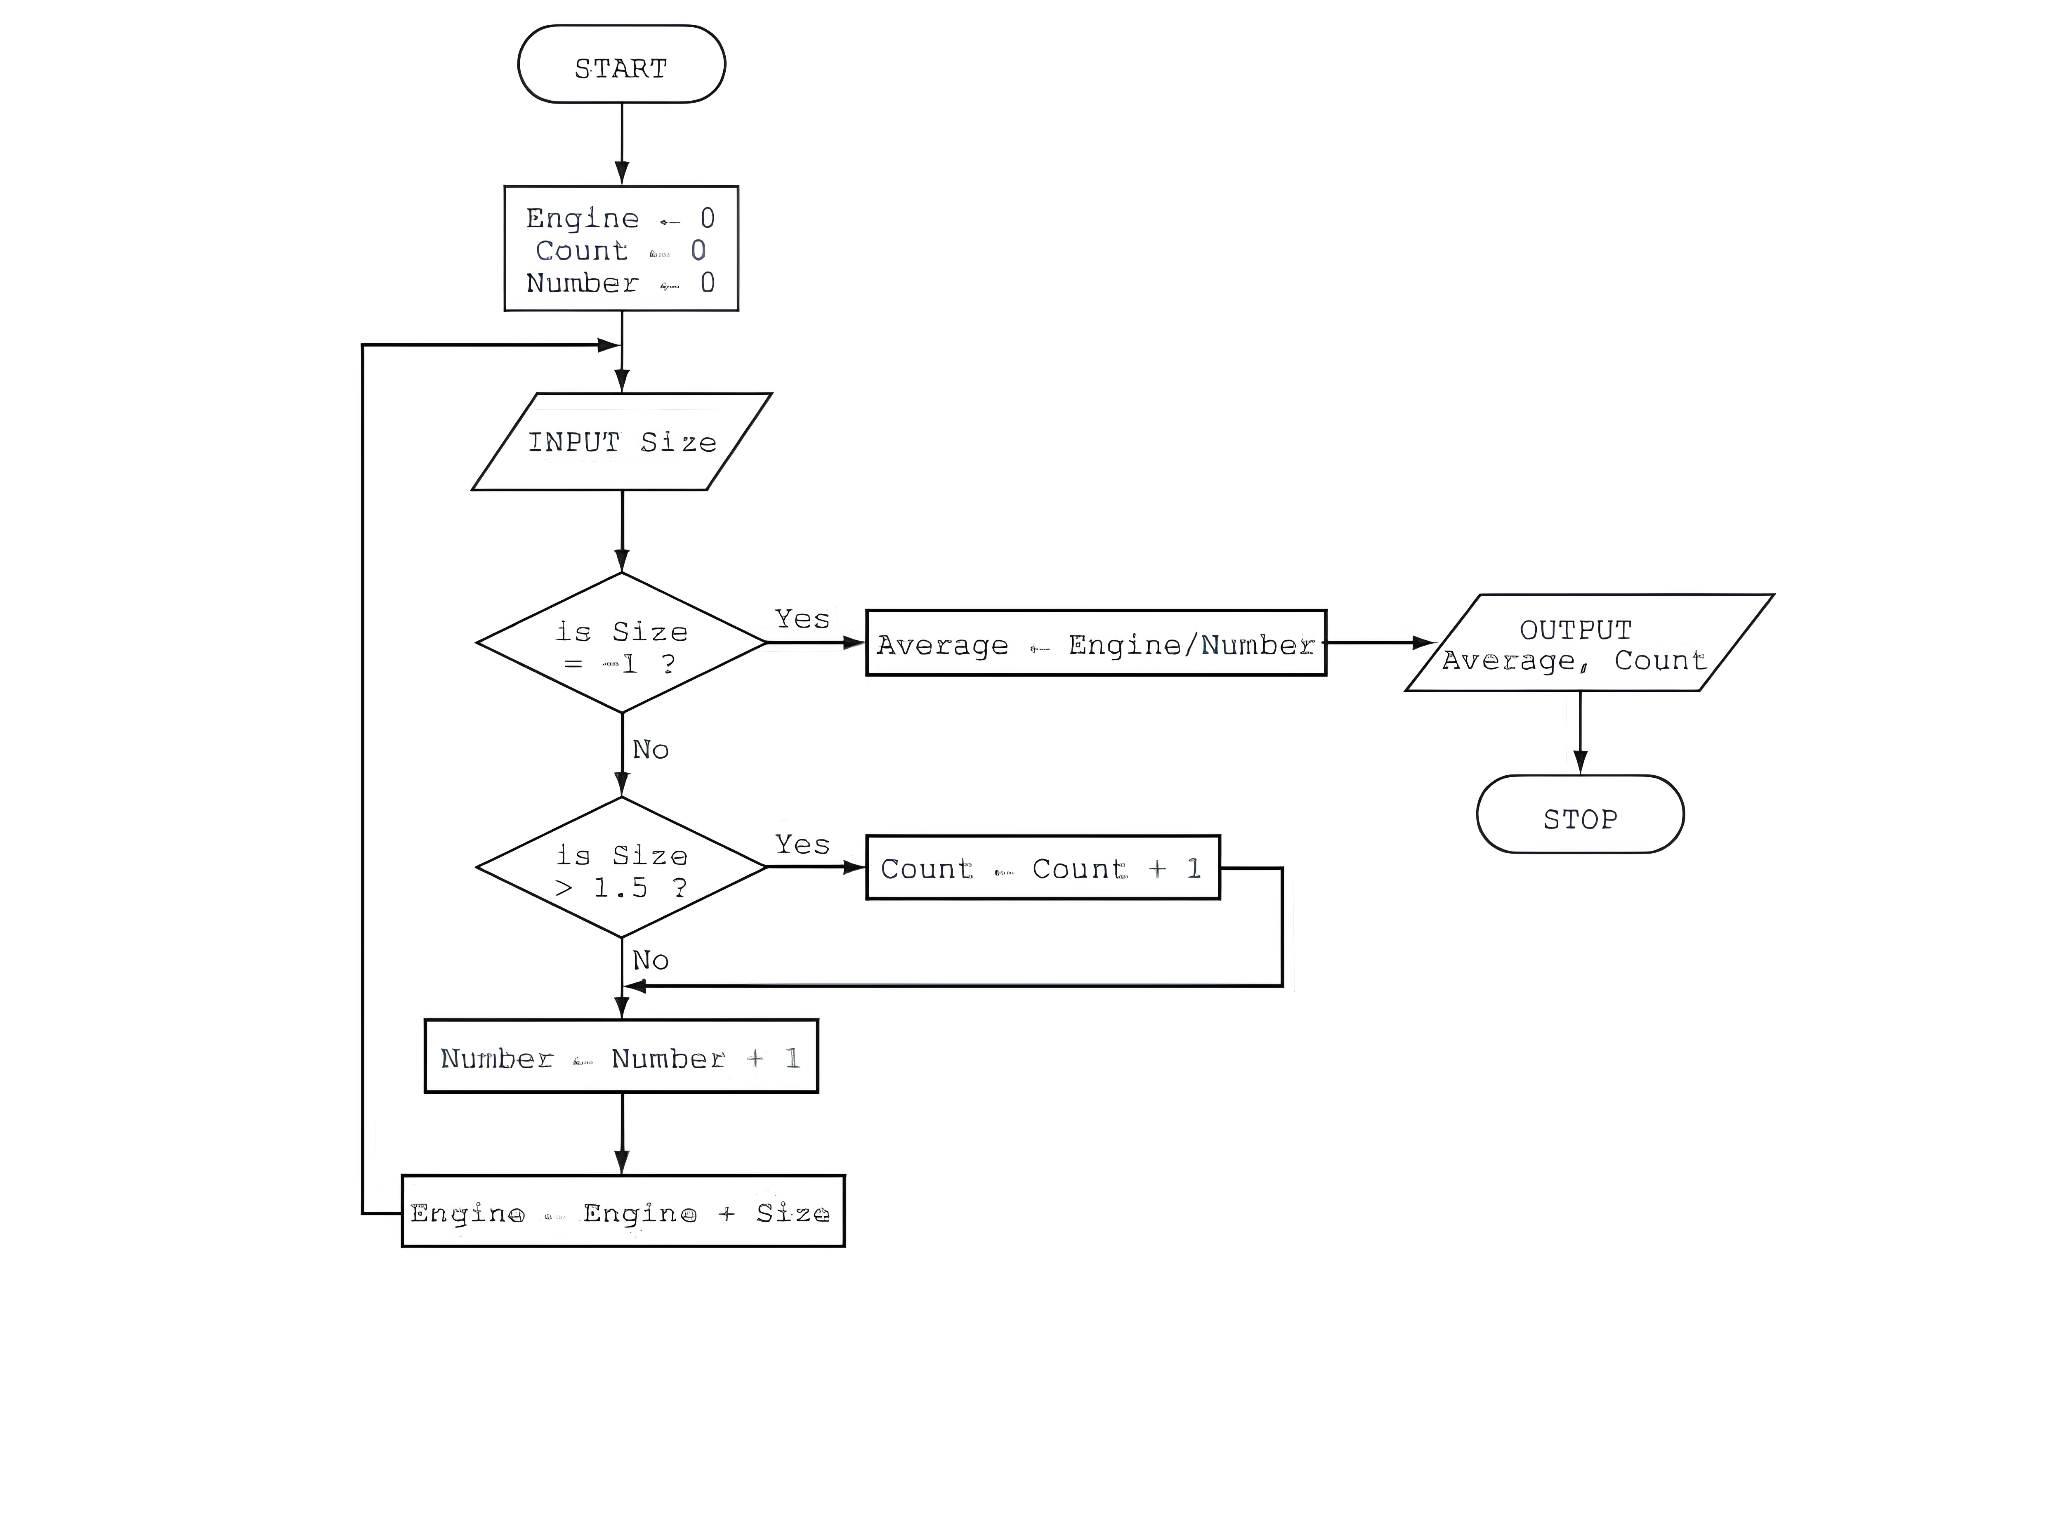 START
Engine ← 0
Count ← 0
Number ← 0
INPUT Size
is Size
= -1 ?
Yes
Average ← Engine/Number
OUTPUT
Average, Count
No
STOP
is Size
> 1.5 ?
Yes
Count ← Count + 1
No
Number ← Number + 1
Engine ← Engine + Size